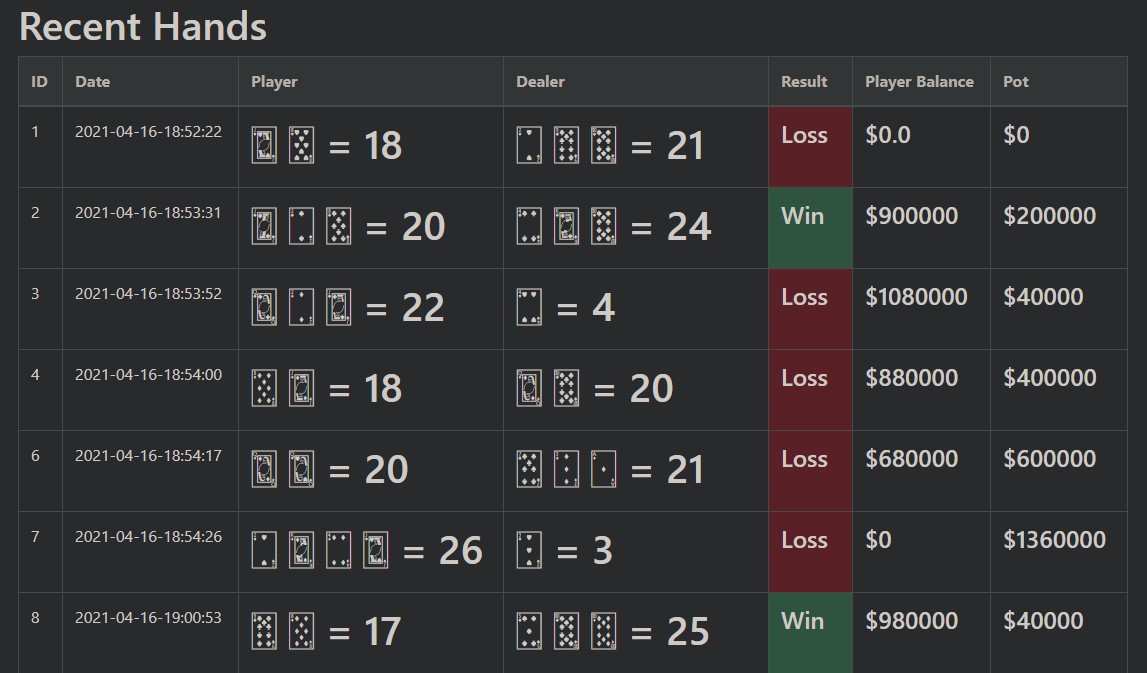 Recent Hands
ID Date Player Dealer Result Player Balance Pot
1 2021-04-16-18:52:22 = 18 = 21 Loss $0.0 $0
2 2021-04-16-18:53:31 = 20 = 24 Win $900000 $200000
3 2021-04-16-18:53:52 = 22 = 4 Loss $1080000 $40000
4 2021-04-16-18:54:00 = 18 = 20 Loss $880000 $400000
6 2021-04-16-18:54:17 = 20 = 21 Loss $680000 $600000
7 2021-04-16-18:54:26 = 26 = 3 Loss $0 $1360000
8 2021-04-16-19:00:53 = 17 = 25 Win $980000 $40000